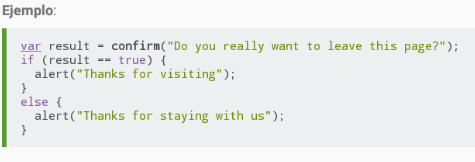 Ejemplo:
var result = confirm("Do you really want to leave this page?");
if (result == true) {
  alert("Thanks for visiting");
}
else {
  alert("Thanks for staying with us");
}